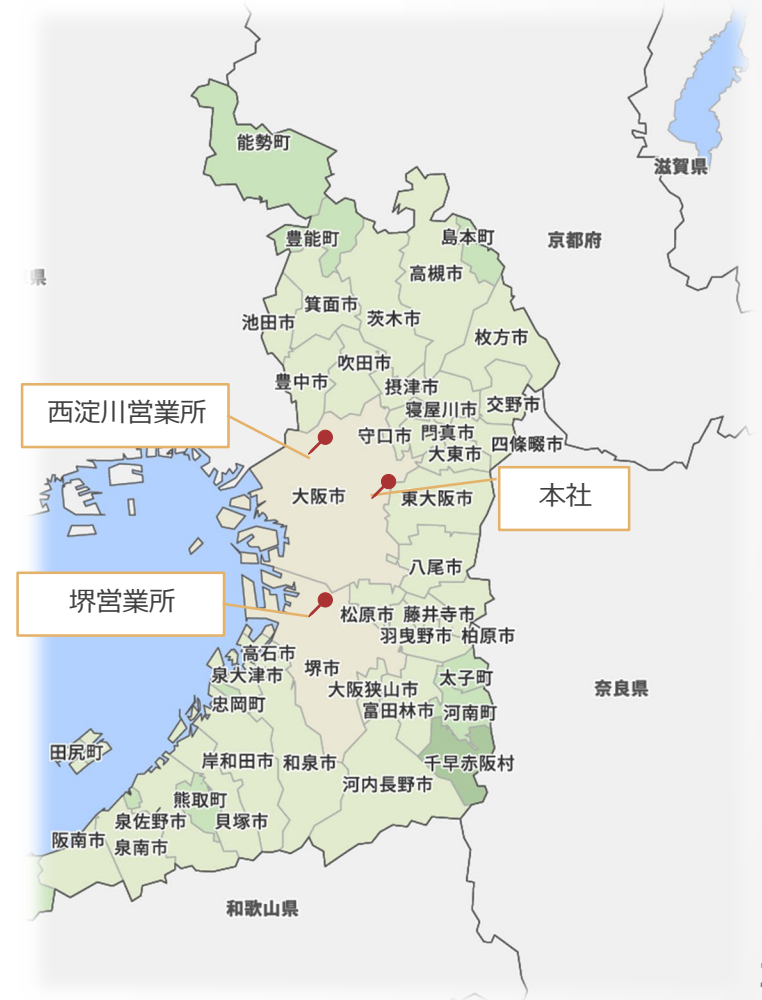 能勢町
滋賀県
豊能町
島本町
京都府
高槻市
県
箕面市
池田市
茨木市
枚方市
吹田市
豊中市
摂津市
寝屋川市
交野市
西淀川営業所
守口市
門真市
四條畷市
大東市
大阪市
東大阪市
本社
八尾市
堺営業所
松原市
藤井寺市
羽曳野市
柏原市
高石市
堺市
泉大津市
太子町
大阪狭山市
忠岡町
富田林市
河南町
田尻町
岸和田市
和泉市
千早赤阪村
河内長野市
熊取町
泉佐野市
貝塚市
阪南市
泉南市
奈良県
和歌山県